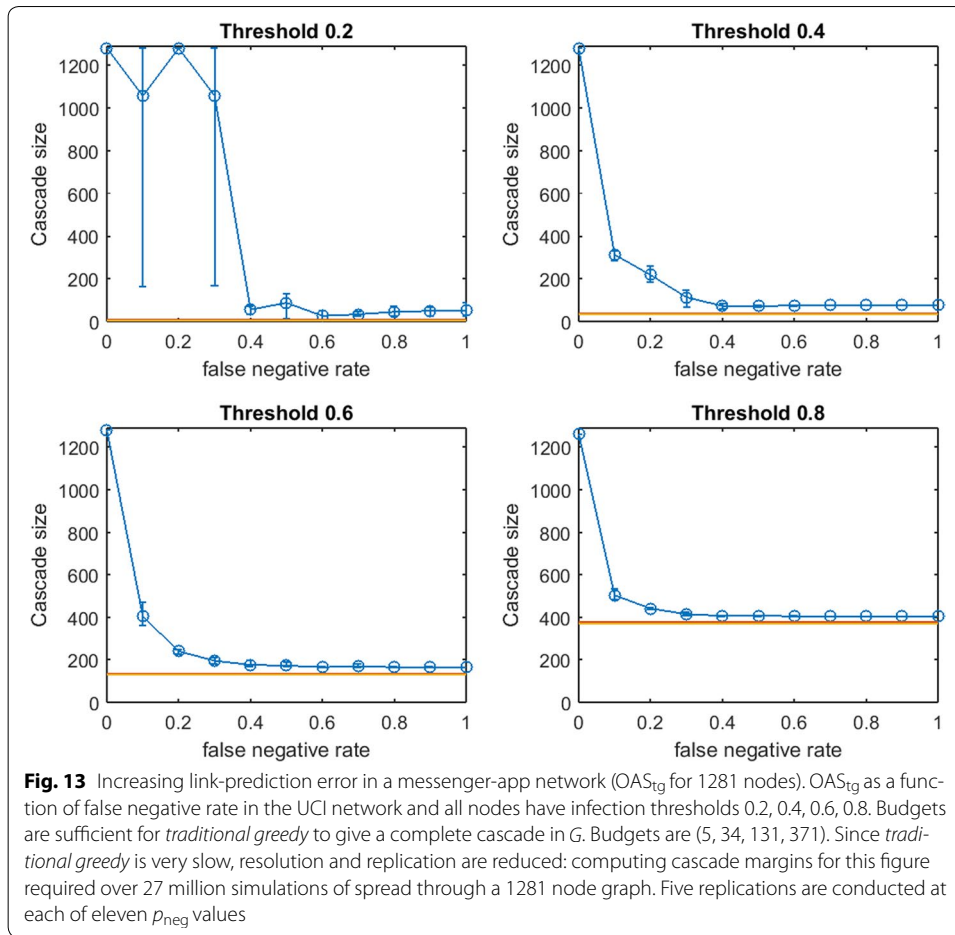 Threshold 0.2
Threshold 0.4
1200
1000
800
600
400
200
0
Cascade size
0 0.2 0.4 0.6 0.8 1
false negative rate
1200
1000
800
600
400
200
0
Cascade size
0 0.2 0.4 0.6 0.8 1
false negative rate
Threshold 0.6
Threshold 0.8
1200
1000
800
600
400
200
0
Cascade size
0 0.2 0.4 0.6 0.8 1
false negative rate
1200
1000
800
600
400
200
0
Cascade size
0 0.2 0.4 0.6 0.8 1
false negative rate
Fig. 13 Increasing link-prediction error in a messenger-app network (OAStg for 1281 nodes). OAStg as a func-
tion of false negative rate in the UCI network and all nodes have infection thresholds 0.2, 0.4, 0.6, 0.8. Budgets
are sufficient for traditional greedy to give a complete cascade in G. Budgets are (5, 34, 131, 371). Since tradi-
tional greedy is very slow, resolution and replication are reduced: computing cascade margins for this figure
required over 27 million simulations of spread through a 1281 node graph. Five replications are conducted at
each of eleven pneg values